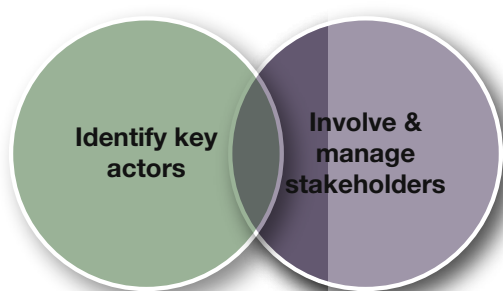 Identify key
actors
Involve &
manage
stakeholders